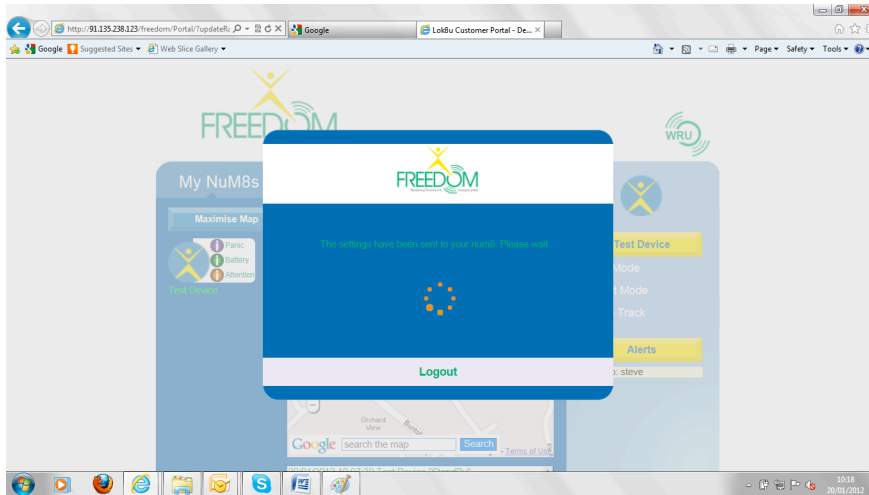 http://91.135.238.123/freedom/Portal/?updateR
Google
LokBu Customer Portal - De...
Google
Suggested Sites
Web Slice Gallery
Page
Safety
Tools
FREEDOM
WRU
FREEDOM
My NuM8s
Maximise Map
Panic
Battery
Attention
Test Device
The settings have been sent to your num8. Please wait...
Test Device
Mode
Mode
Track
Logout
Alerts
: steve
Orchard
View
Google
search the map
Search
Terms of Use
10:18
20/01/2012